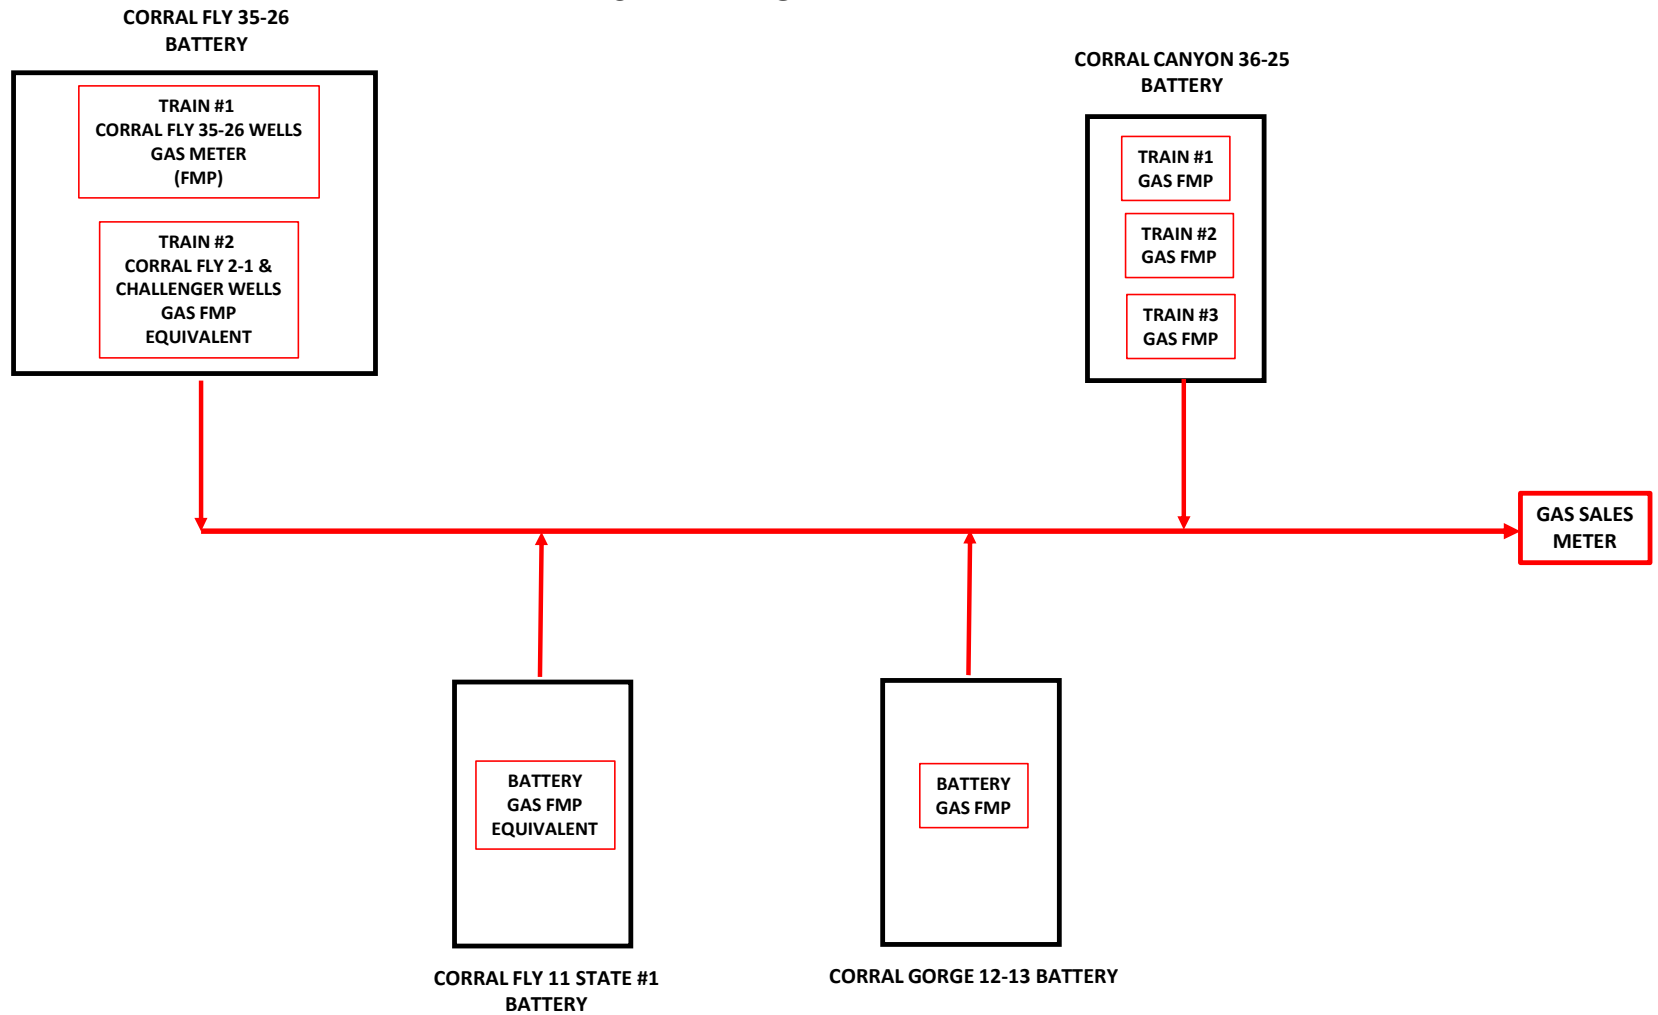 CORRAL FLY 35-26
BATTERY
TRAIN #1
CORRAL FLY 35-26 WELLS
GAS METER
(FMP)
TRAIN #2
CORRAL FLY 2-1 &
CHALLENGER WELLS
GAS FMP
EQUIVALENT
CORRAL CANYON 36-25
BATTERY
TRAIN #1
GAS FMP
TRAIN #2
GAS FMP
TRAIN #3
GAS FMP
GAS SALES
METER
BATTERY
GAS FMP
EQUIVALENT
CORRAL FLY 11 STATE #1
BATTERY
BATTERY
GAS FMP
CORRAL GORGE 12-13 BATTERY